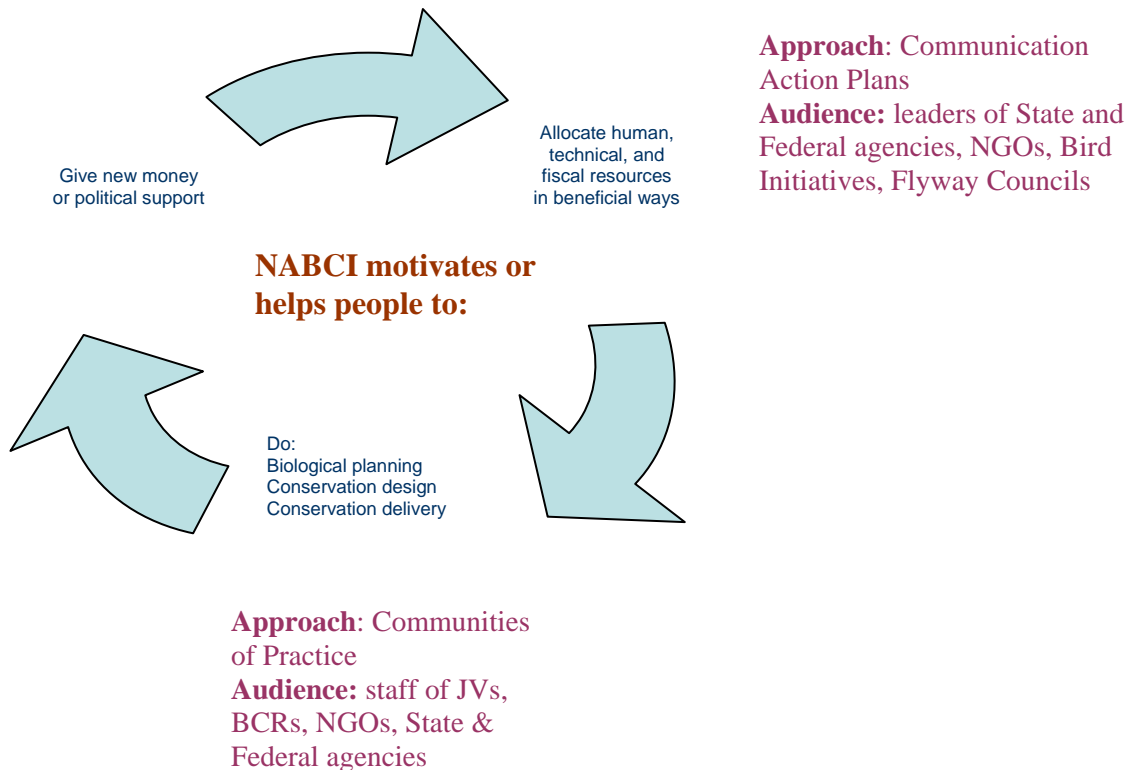 Approach: Communication
Action Plans
Audience: leaders of State and
Federal agencies, NGOs, Bird
Initiatives, Flyway Councils
Give new money
or political support
Allocate human,
technical, and
fiscal resources
in beneficial ways
NABCI motivates or
helps people to:
Do:
Biological planning
Conservation design
Conservation delivery
Approach: Communities
of Practice
Audience: staff of JVs,
BCRs, NGOs, State &
Federal agencies